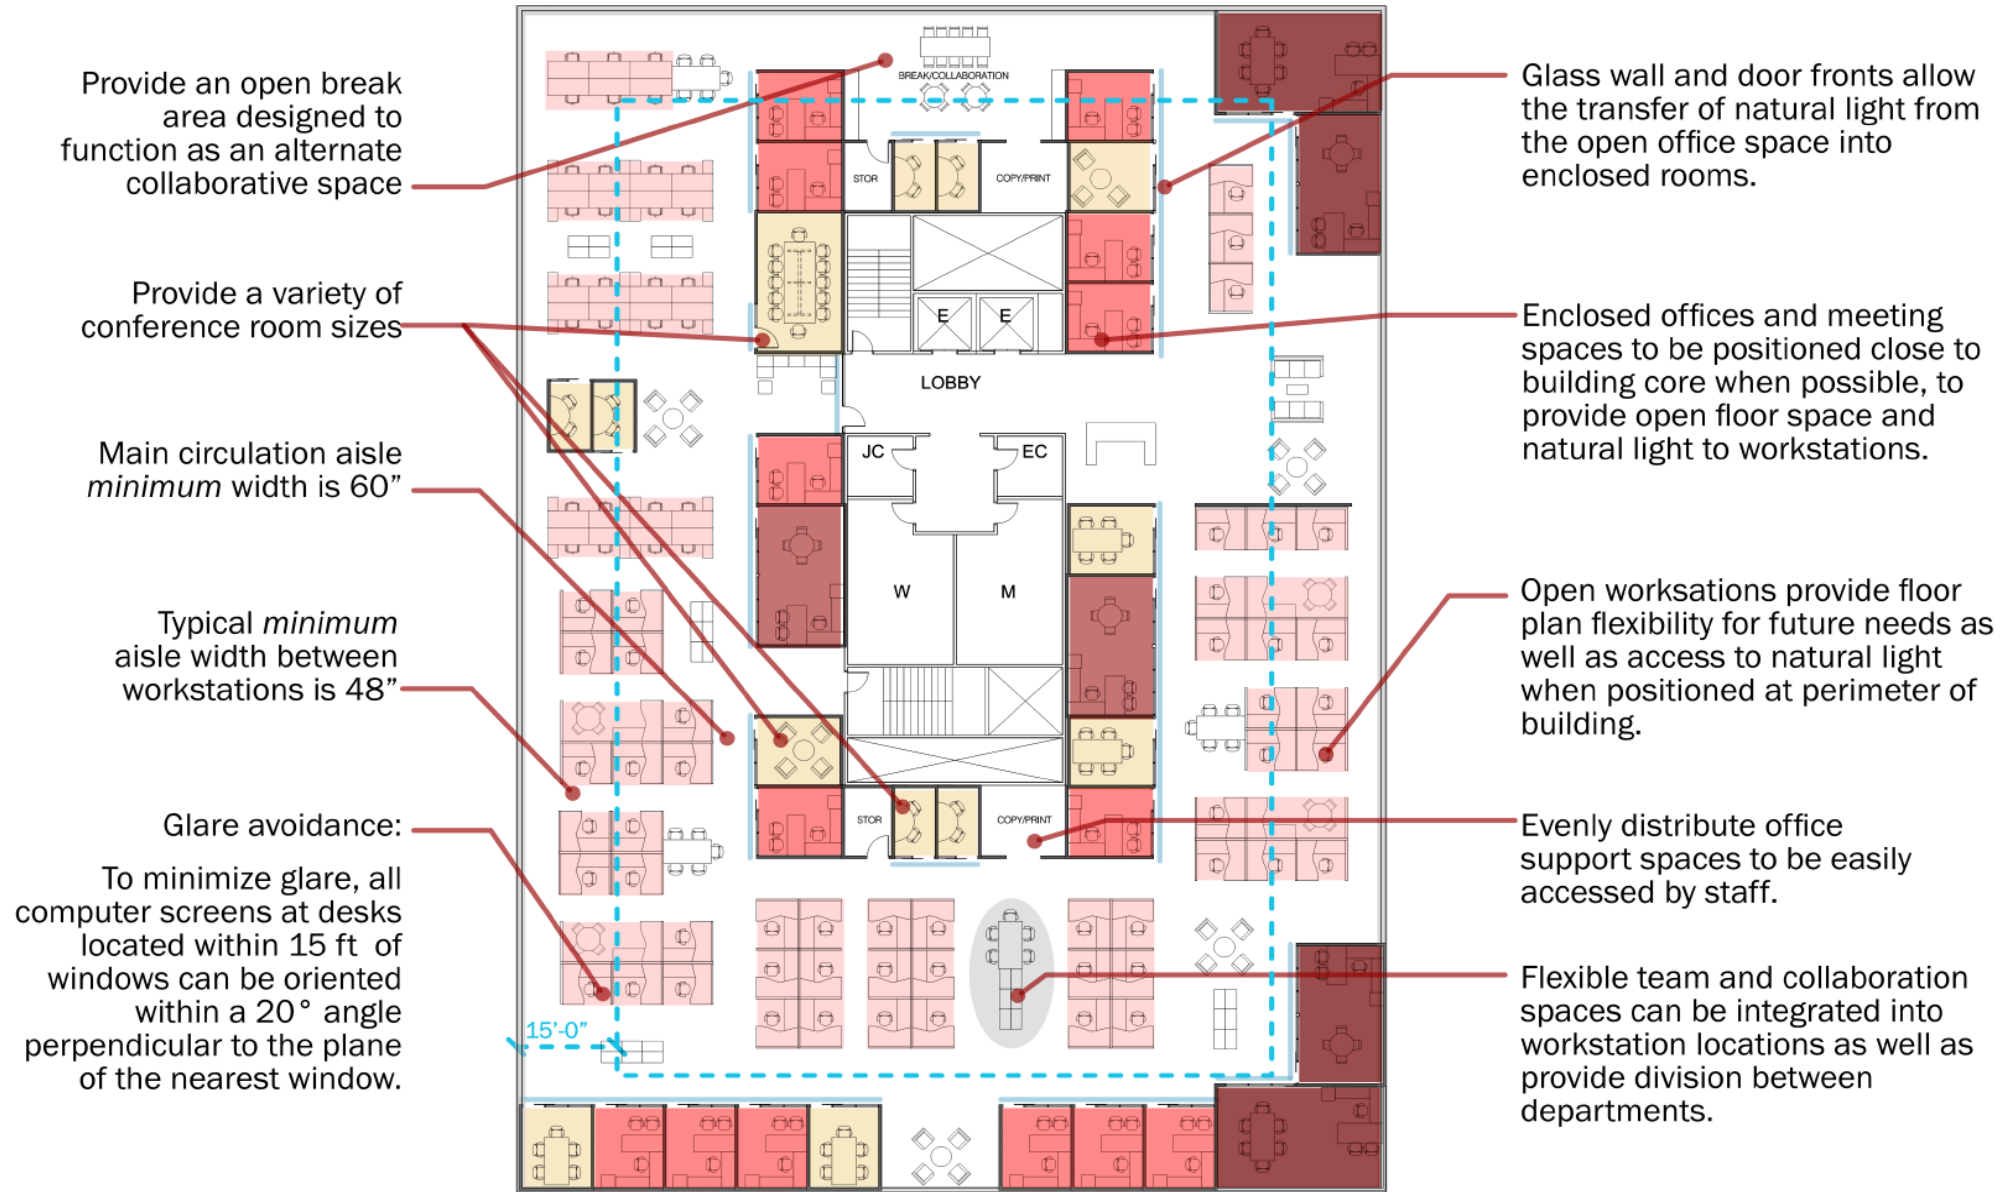 Provide an open break
area designed to
function as an alternate
collaborative space
Provide a variety of
conference room sizes
Main circulation aisle
minimum width is 60”
Typical minimum
aisle width between
workstations is 48”
Glare avoidance:
To minimize glare, all
computer screens at desks
located within 15 ft of
windows can be oriented
within a 20° angle
perpendicular to the plane
of the nearest window.
BREAK/COLLABORATION
STOR
COPY/PRINT
E
E
LOBBY
JC
EC
W
M
STOR
COPY/PRINT
15’-0”
Glass wall and door fronts allow
the transfer of natural light from
the open office space into
enclosed rooms.
Enclosed offices and meeting
spaces to be positioned close to
building core when possible, to
provide open floor space and
natural light to workstations.
Open worksations provide floor
plan flexibility for future needs as
well as access to natural light
when positioned at perimeter of
building.
Evenly distribute office
support spaces to be easily
accessed by staff.
Flexible team and collaboration
spaces can be integrated into
workstation locations as well as
provide division between
departments.